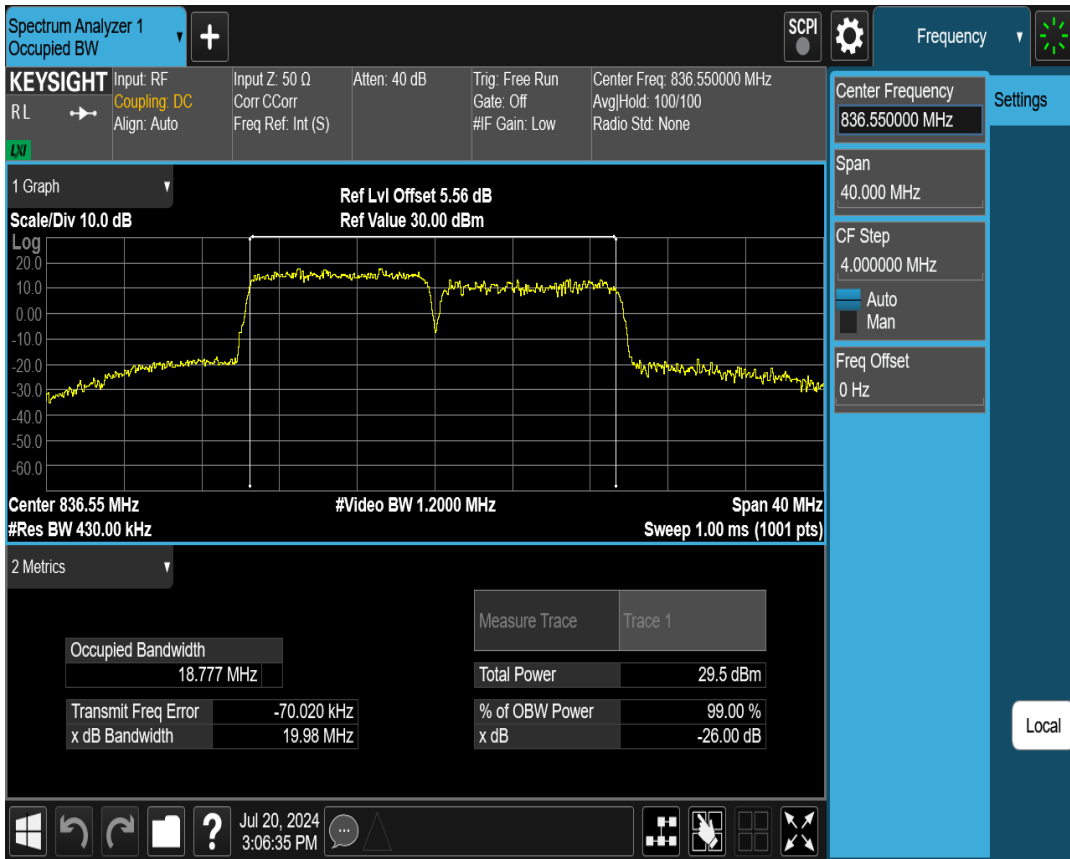 Spectrum Analyzer 1
Occupied BW
+
SCPI
Frequency
KEYSIGHT
RL
LXI
Input: RF
Coupling: DC
Align: Auto
Input Z: 50 Ω
Corr CCorr
Freq Ref: Int (S)
Atten: 40 dB
Trig: Free Run
Gate: Off
#IF Gain: Low
Center Freq: 836.550000 MHz
Avg|Hold: 100/100
Radio Std: None
Center Frequency
836.550000 MHz
Settings
Span
40.000 MHz
CF Step
4.000000 MHz
Auto
Man
Freq Offset
0 Hz
Local
1 Graph
Ref Lvl Offset 5.56 dB
Scale/Div 10.0 dB
Ref Value 30.00 dBm
Log
20.0
10.0
0.00
-10.0
-20.0
-30.0
-40.0
-50.0
-60.0
Center 836.55 MHz
#Video BW 1.2000 MHz
Span 40 MHz
#Res BW 430.00 kHz
Sweep 1.00 ms (1001 pts)
2 Metrics
Measure Trace
Trace 1
Occupied Bandwidth
18.777 MHz
Total Power
29.5 dBm
Transmit Freq Error
-70.020 kHz
% of OBW Power
99.00 %
x dB Bandwidth
19.98 MHz
x dB
-26.00 dB
?
Jul 20, 2024
3:06:35 PM